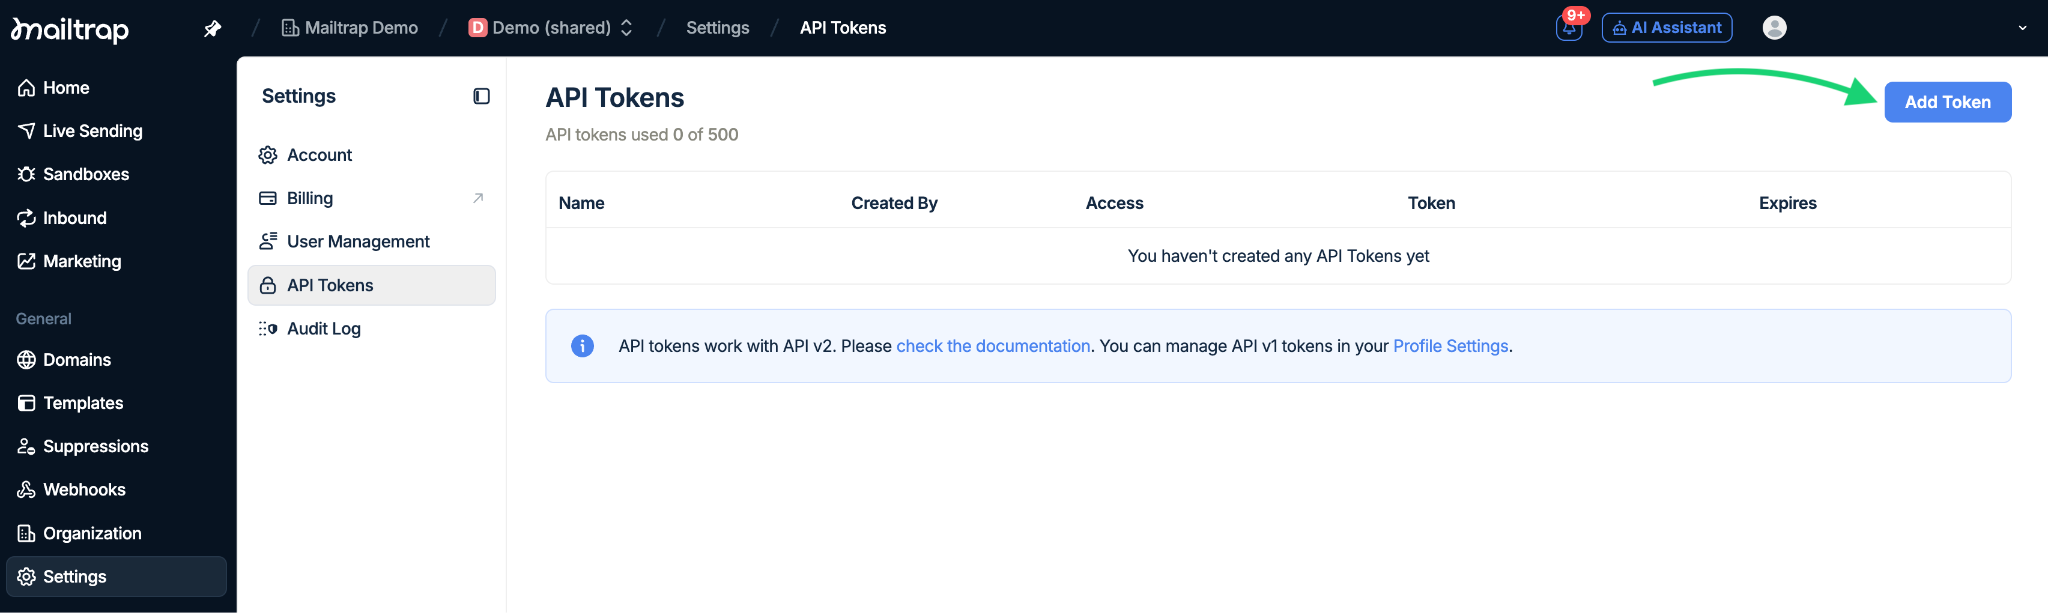 mailtrap
/ Mailtrap Demo / D Demo (shared) / Settings / API Tokens
9+
AI Assistant
Home
Live Sending
Sandboxes
Inbound
Marketing
General
Domains
Templates
Suppressions
Webhooks
Organization
Settings
Settings
Account
Billing
User Management
API Tokens
Audit Log
API Tokens
API tokens used 0 of 500
Add Token
Name Created By Access Token Expires
You haven't created any API Tokens yet
API tokens work with API v2. Please check the documentation. You can manage API v1 tokens in your Profile Settings.